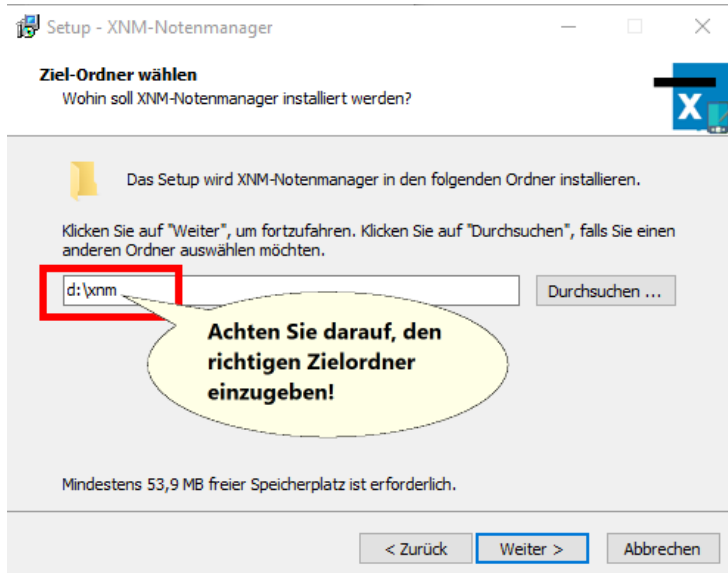 Setup - XNM-Notenmanager
Ziel-Ordner wählen
Wohin soll XNM-Notenmanager installiert werden?
X
Das Setup wird XNM-Notenmanager in den folgenden Ordner installieren.
Klicken Sie auf "Weiter", um fortzufahren. Klicken Sie auf "Durchsuchen", falls Sie einen
anderen Ordner auswählen möchten.
d:\xnm
Durchsuchen ...
Achten Sie darauf, den
richtigen Zielordner
einzugeben!
Mindestens 53,9 MB freier Speicherplatz ist erforderlich.
< Zurück
Weiter >
Abbrechen